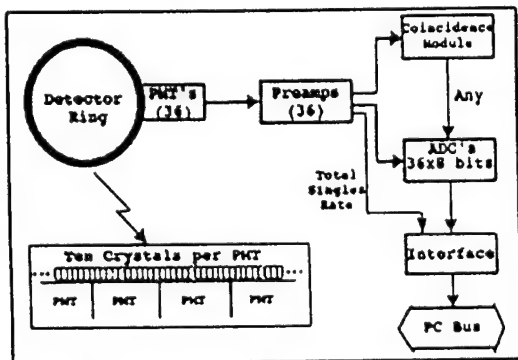 Detector
Ring
PMT's
(36)
Preamps
(36)
Coincidence
Module
Any
ADC's
36x8 bits
Total
Singles
Rate
Interface
PC Bus
Ten Crystals per PMT
PMT
PMT
PMT
PMT